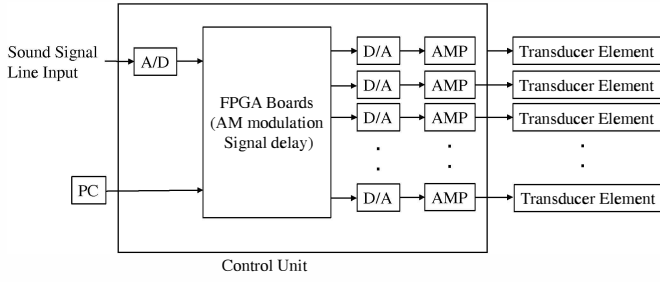 Sound Signal
Line Input
A/D
PC
FPGA Boards
(AM modulation
Signal delay)
D/A AMP Transducer Element
D/A AMP Transducer Element
D/A AMP Transducer Element
D/A AMP Transducer Element
Control Unit